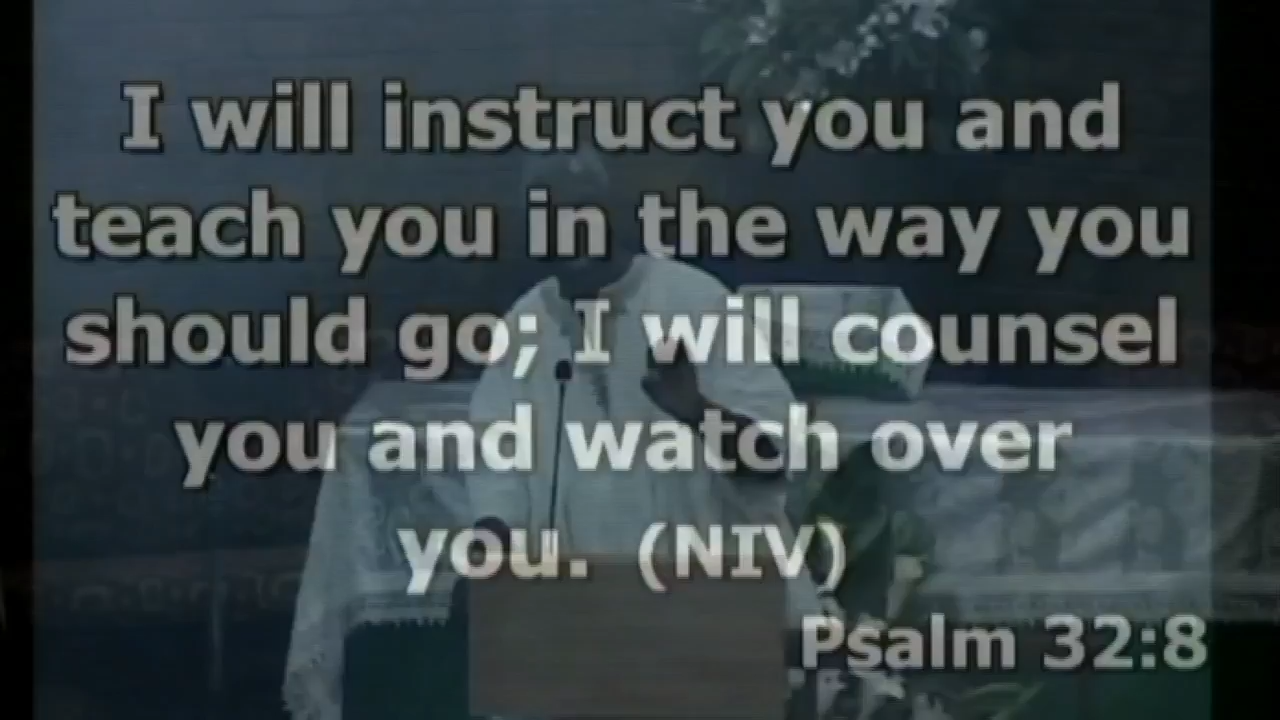 I will instruct you and
teach you in the way you
should go; I will counsel
you and watch over
you. (NIV)
Psalm 32:8